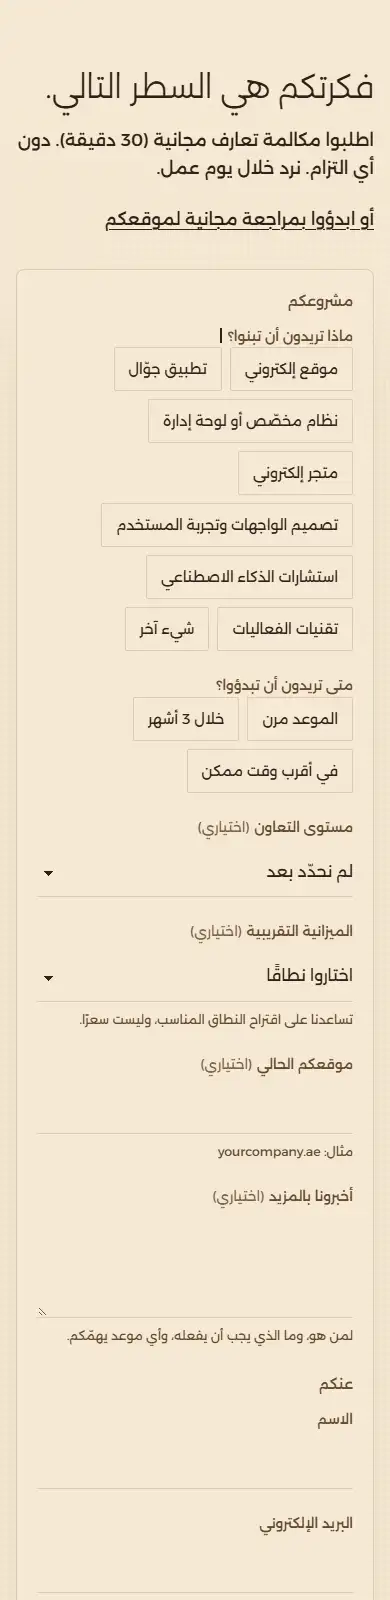 فكرتكم هي السطر التالي.
اطلبوا مكالمة تعارف مجانية (30 دقيقة). دون
أي التزام. نرد خلال يوم عمل.
أو ابدؤوا بمراجعة مجانية لموقعكم
مشروعكم
ماذا تريدون أن تبنوا؟
موقع إلكتروني
تطبيق جوّال
نظام مخصّص أو لوحة إدارة
متجر إلكتروني
تصميم الواجهات وتجربة المستخدم
استشارات الذكاء الاصطناعي
تقنيات الفعاليات
شيء آخر
متى تريدون أن تبدؤوا؟
الموعد مرن
خلال 3 أشهر
في أقرب وقت ممكن
مستوى التعاون (اختياري)
لم نحدّد بعد
الميزانية التقريبية (اختياري)
اختاروا نطاقًا
تساعدنا على اقتراح النطاق المناسب، وليست سعرًا.
موقعكم الحالي (اختياري)
مثال: yourcompany.ae
أخبرونا بالمزيد (اختياري)
لمن هو، وما الذي يجب أن يفعله، وأي موعد يهمّكم.
عنكم
الاسم
البريد الإلكتروني